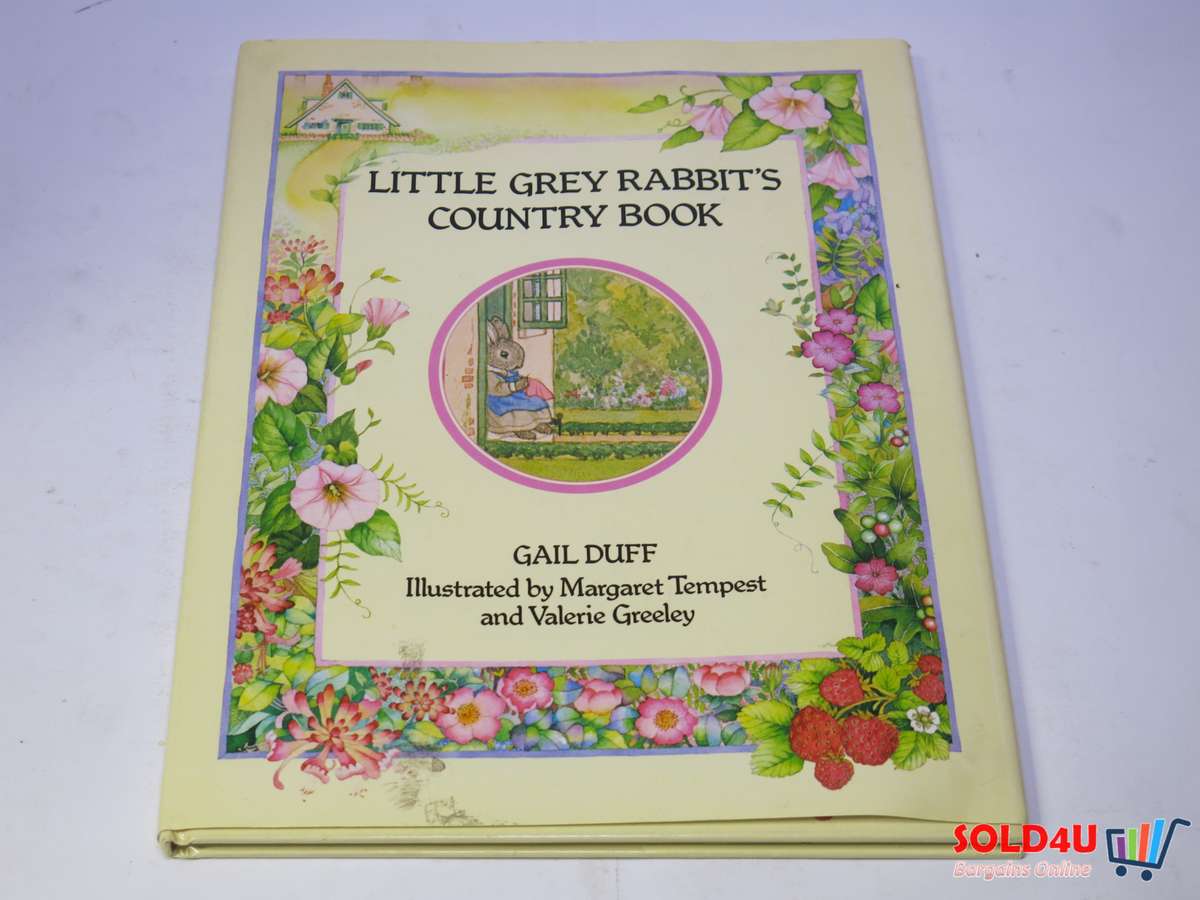 LITTLE GREY RABBIT'S
COUNTRY BOOK
GAIL DUFF
Illustrated by Margaret Tempest
and Valerie Greeley
SOLD4U
Bargains Online